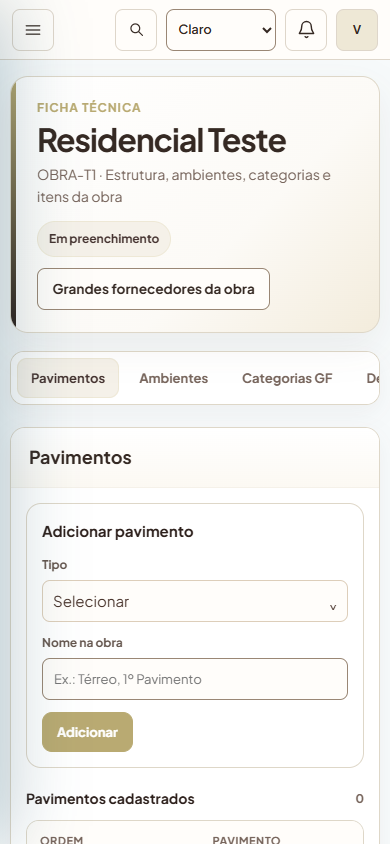 Claro
V
FICHA TÉCNICA
Residencial Teste
OBRA-T1 · Estrutura, ambientes, categorias e
itens da obra
Em preenchimento
Grandes fornecedores da obra
Pavimentos Ambientes Categorias GF
Pavimentos
Adicionar pavimento
Tipo
Selecionar
Nome na obra
Ex.: Térreo, 1º Pavimento
Adicionar
Pavimentos cadastrados 0
ORDEM PAVIMENTO